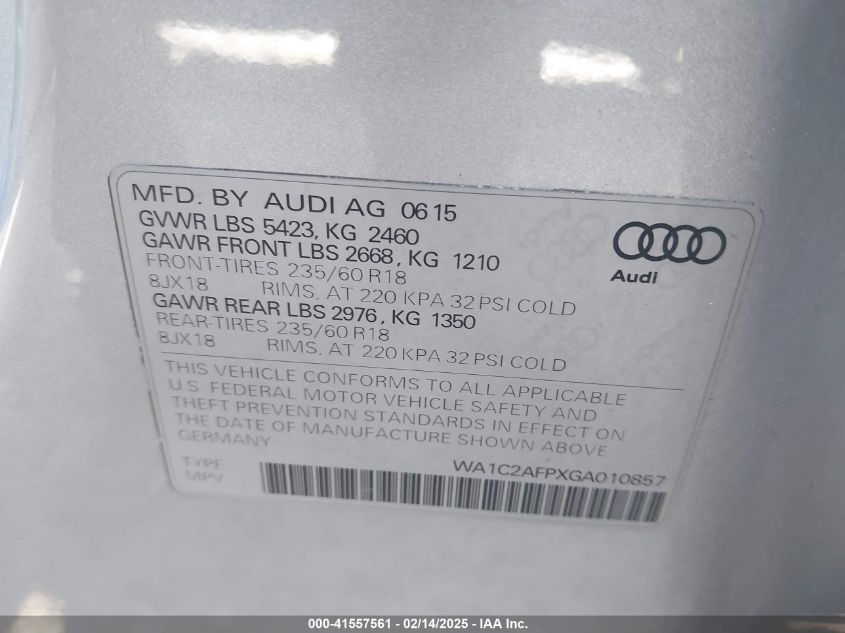 MFD. BY AUDI AG 0615
GVWR LBS 5423, KG 2460
GAWR FRONT LBS 2668, KG 1210
FRONT-TIRES 235/60 R18
8JX18 RIMS, AT 220 KPA 32 PSI COLD
GAWR REAR LBS 2976, KG 1350
REAR-TIRES 235/60 R18
8JX18 RIMS, AT 220 KPA 32 PSI COLD
Audi
THIS VEHICLE CONFORMS TO ALL APPLICABLE
U.S. FEDERAL MOTOR VEHICLE SAFETY AND
THEFT PREVENTION STANDARDS IN EFFECT ON
THE DATE OF MANUFACTURE SHOWN ABOVE
GERMANY
TYPE WA1C2AFPXGA010857
MPV
000-41557561 - 02/14/2025 - IAA Inc.